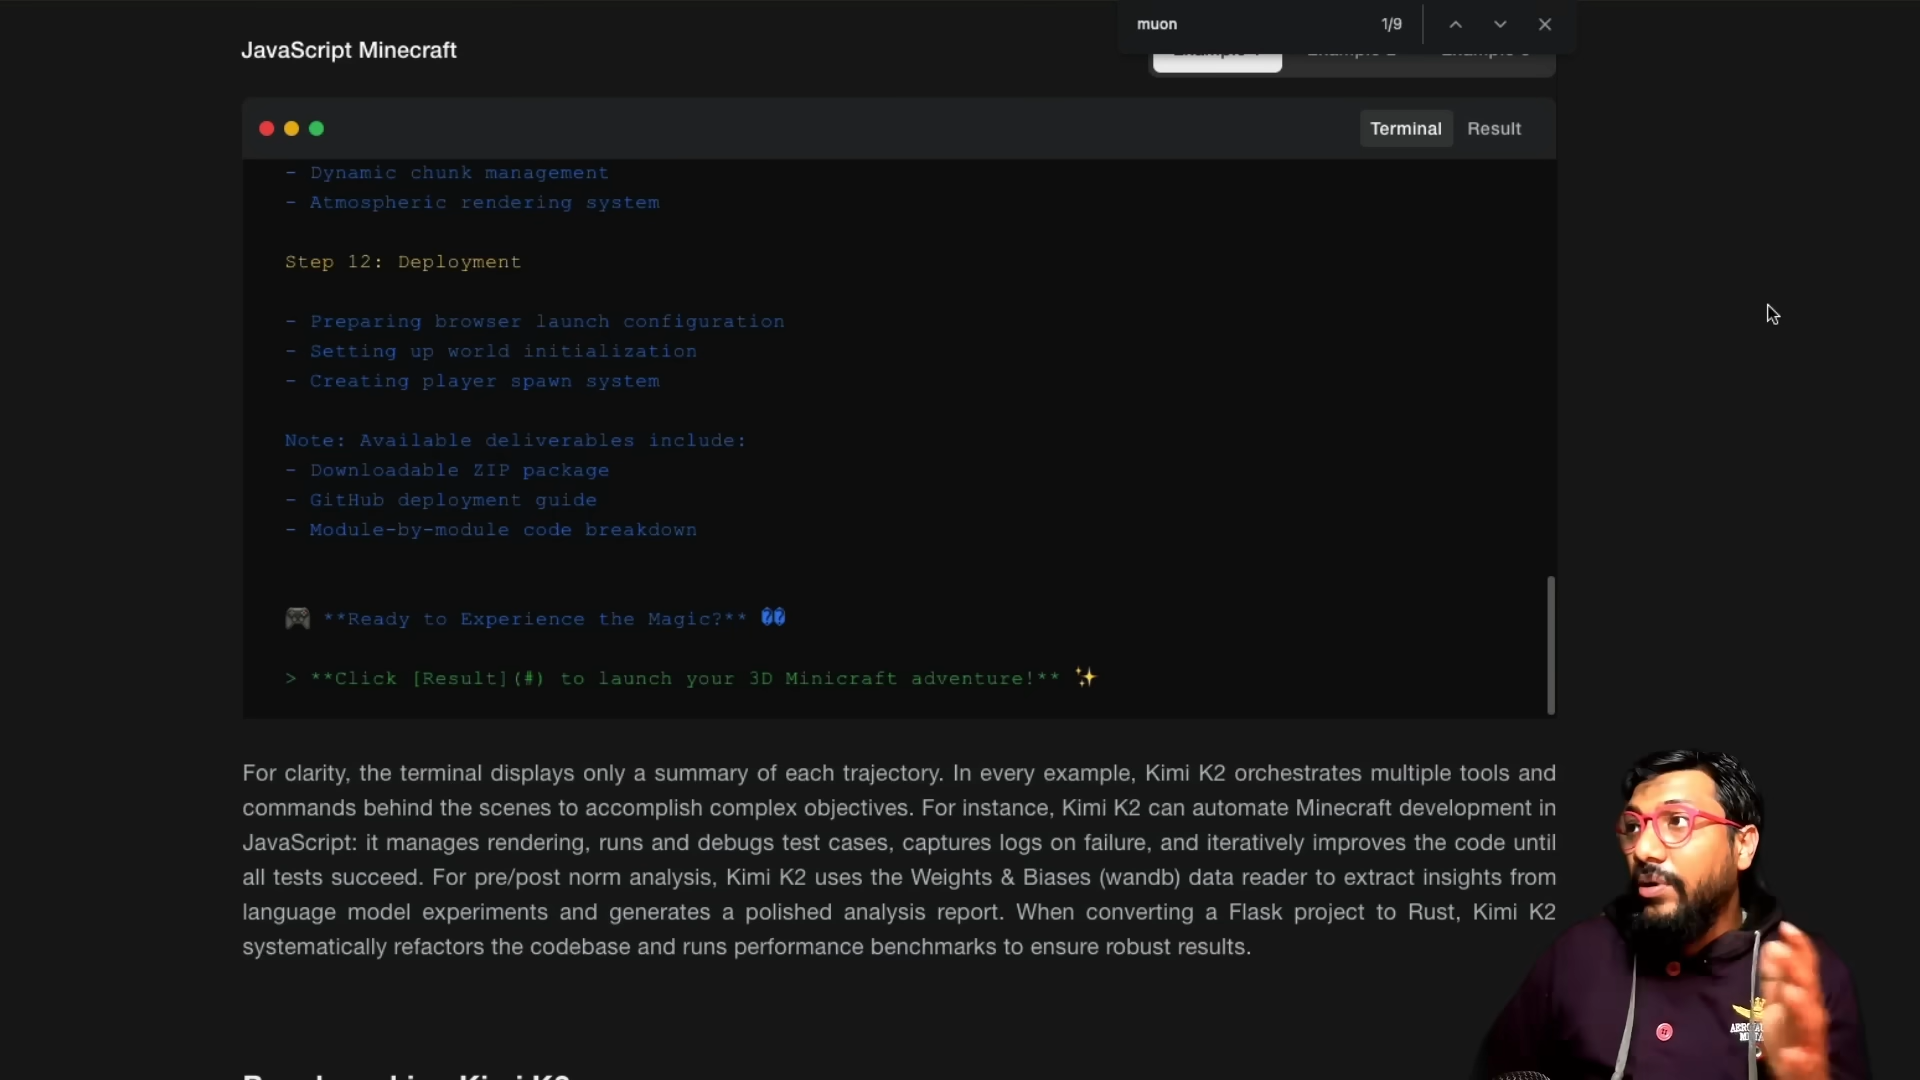 muon 1/9
JavaScript Minecraft
Terminal Result
- Dynamic chunk management
- Atmospheric rendering system
Step 12: Deployment
- Preparing browser launch configuration
- Setting up world initialization
- Creating player spawn system
Note: Available deliverables include:
- Downloadable ZIP package
- GitHub deployment guide
- Module-by-module code breakdown
**Ready to Experience the Magic?**
> **Click [Result](#) to launch your 3D Minicraft adventure!**
For clarity, the terminal displays only a summary of each trajectory. In every example, Kimi K2 orchestrates multiple tools and
commands behind the scenes to accomplish complex objectives. For instance, Kimi K2 can automate Minecraft development in
JavaScript: it manages rendering, runs and debugs test cases, captures logs on failure, and iteratively improves the code until
all tests succeed. For pre/post norm analysis, Kimi K2 uses the Weights & Biases (wandb) data reader to extract insights from
language model experiments and generates a polished analysis report. When converting a Flask project to Rust, Kimi K2
systematically refactors the codebase and runs performance benchmarks to ensure robust results.